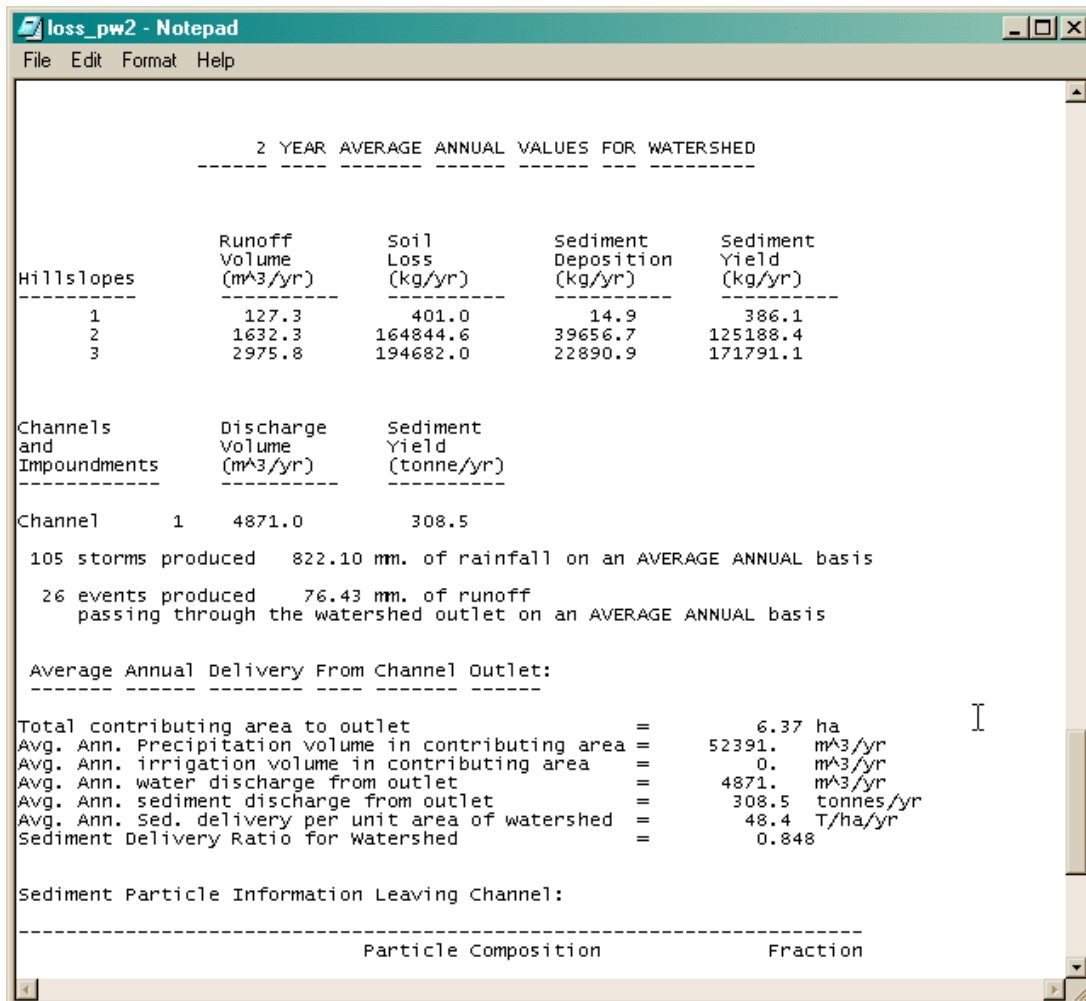 loss_pw2 - Notepad
File Edit Format Help
2 YEAR AVERAGE ANNUAL VALUES FOR WATERSHED
------ ---- ------- ------ ------ --- ---------
Runoff Soil Sediment Sediment
Volume Loss Deposition Yield
Hillslopes (m^3/yr) (kg/yr) (kg/yr) (kg/yr)
---------- ---------- ---------- ---------- ----------
1 127.3 401.0 14.9 386.1
2 1632.3 164844.6 39656.7 125188.4
3 2975.8 194682.0 22890.9 171791.1
Channels Discharge Sediment
and Volume Yield
Impoundments (m^3/yr) (tonne/yr)
------------ ---------- ----------
Channel 1 4871.0 308.5
105 storms produced 822.10 mm. of rainfall on an AVERAGE ANNUAL basis
26 events produced 76.43 mm. of runoff
passing through the watershed outlet on an AVERAGE ANNUAL basis
Average Annual Delivery From Channel Outlet:
------- ------ -------- ---- ------- ------
Total contributing area to outlet = 6.37 ha
Avg. Ann. Precipitation volume in contributing area = 52391. m^3/yr
Avg. Ann. irrigation volume in contributing area = 0. m^3/yr
Avg. Ann. water discharge from outlet = 4871. m^3/yr
Avg. Ann. sediment discharge from outlet = 308.5 tonnes/yr
Avg. Ann. Sed. delivery per unit area of watershed = 48.4 T/ha/yr
Sediment Delivery Ratio for Watershed = 0.848
Sediment Particle Information Leaving Channel:
-----------------------------------------------------------------------
Particle Composition Fraction